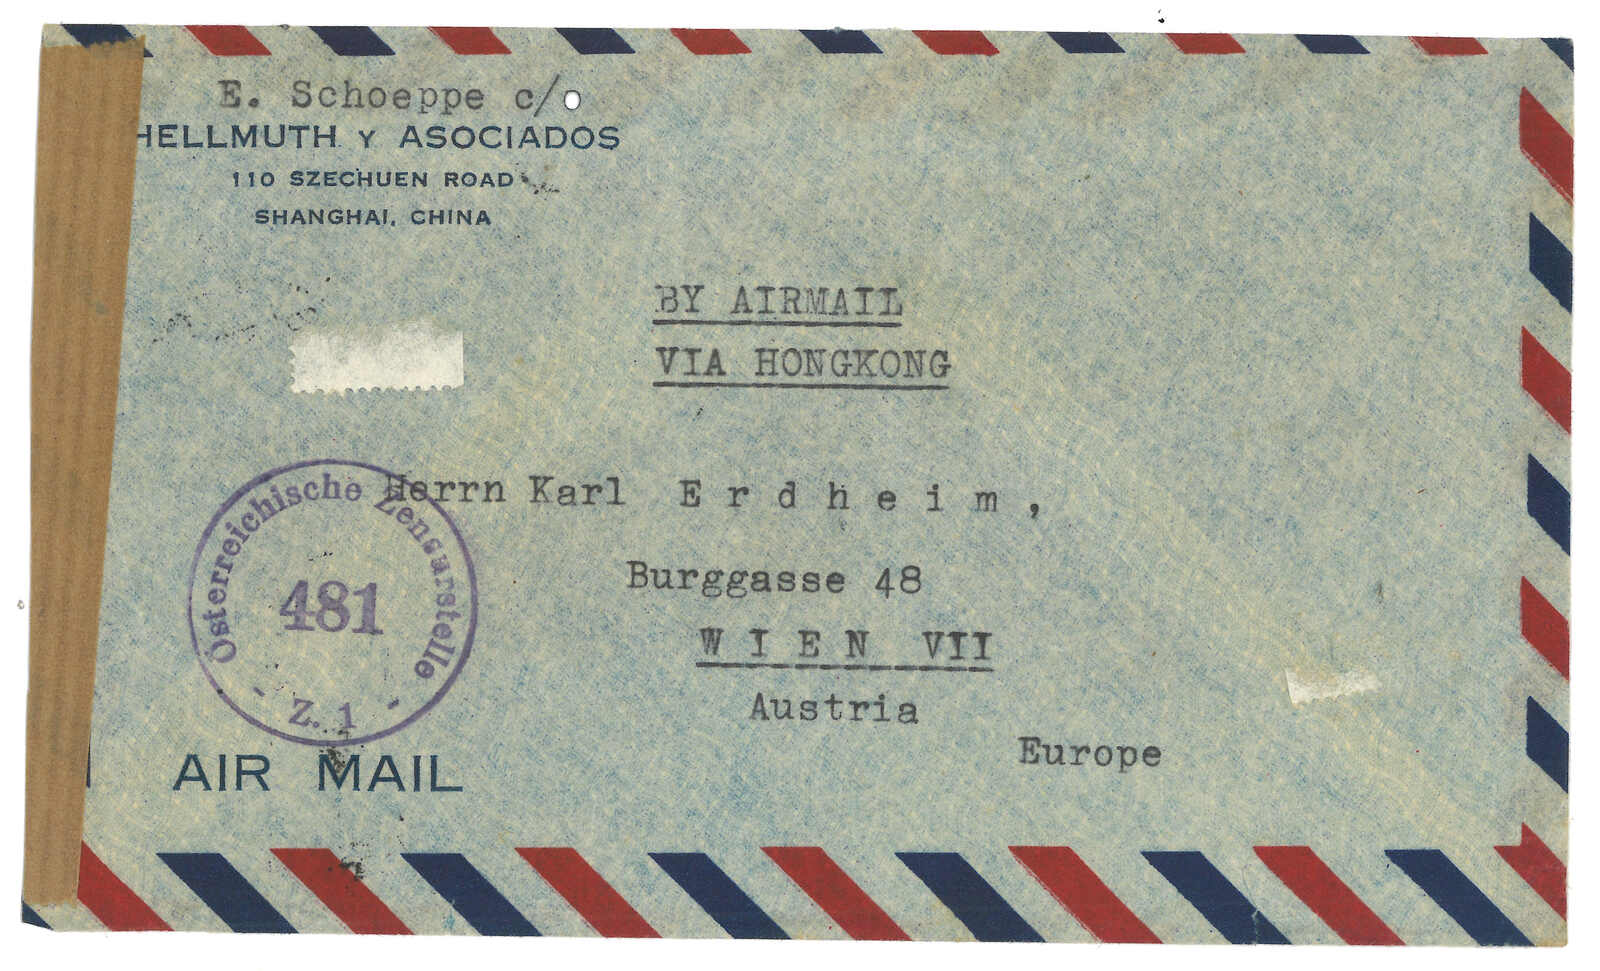 E. Schoeppe c/o
HELLMUTH Y ASOCIADOS
110 SZECHUEN ROAD
SHANGHAI, CHINA
BY AIRMAIL
VIA HONGKONG
Herrn Karl Erdheim,
Burggasse 48
WIEN VII
Austria
Europe
Österreichische Zensurstelle
481
- Z. 1 -
AIR MAIL